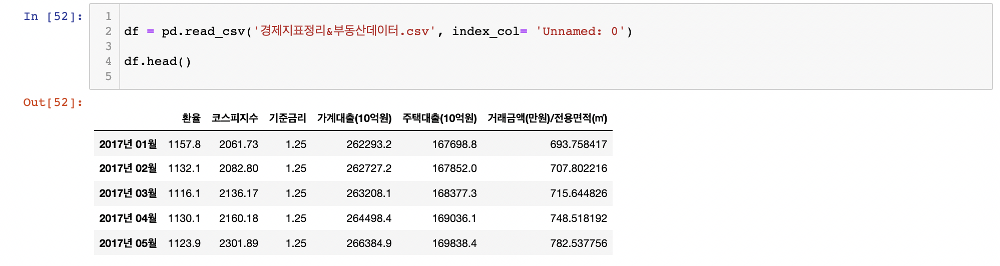 In [52]:
1
2 df = pd.read_csv('경제지표정리&부동산데이터.csv', index_col= 'Unnamed: 0')
3
4 df.head()
5
Out[52]:
환율 코스피지수 기준금리 가계대출(10억원) 주택대출(10억원) 거래금액(만원)/전용면적(㎡)
2017년 01월 1157.8 2061.73 1.25 262293.2 167698.8 693.758417
2017년 02월 1132.1 2082.80 1.25 262727.2 167852.0 707.802216
2017년 03월 1116.1 2136.17 1.25 263208.1 168377.3 715.644826
2017년 04월 1130.1 2160.18 1.25 264498.4 169036.1 748.518192
2017년 05월 1123.9 2301.89 1.25 266384.9 169838.4 782.537756